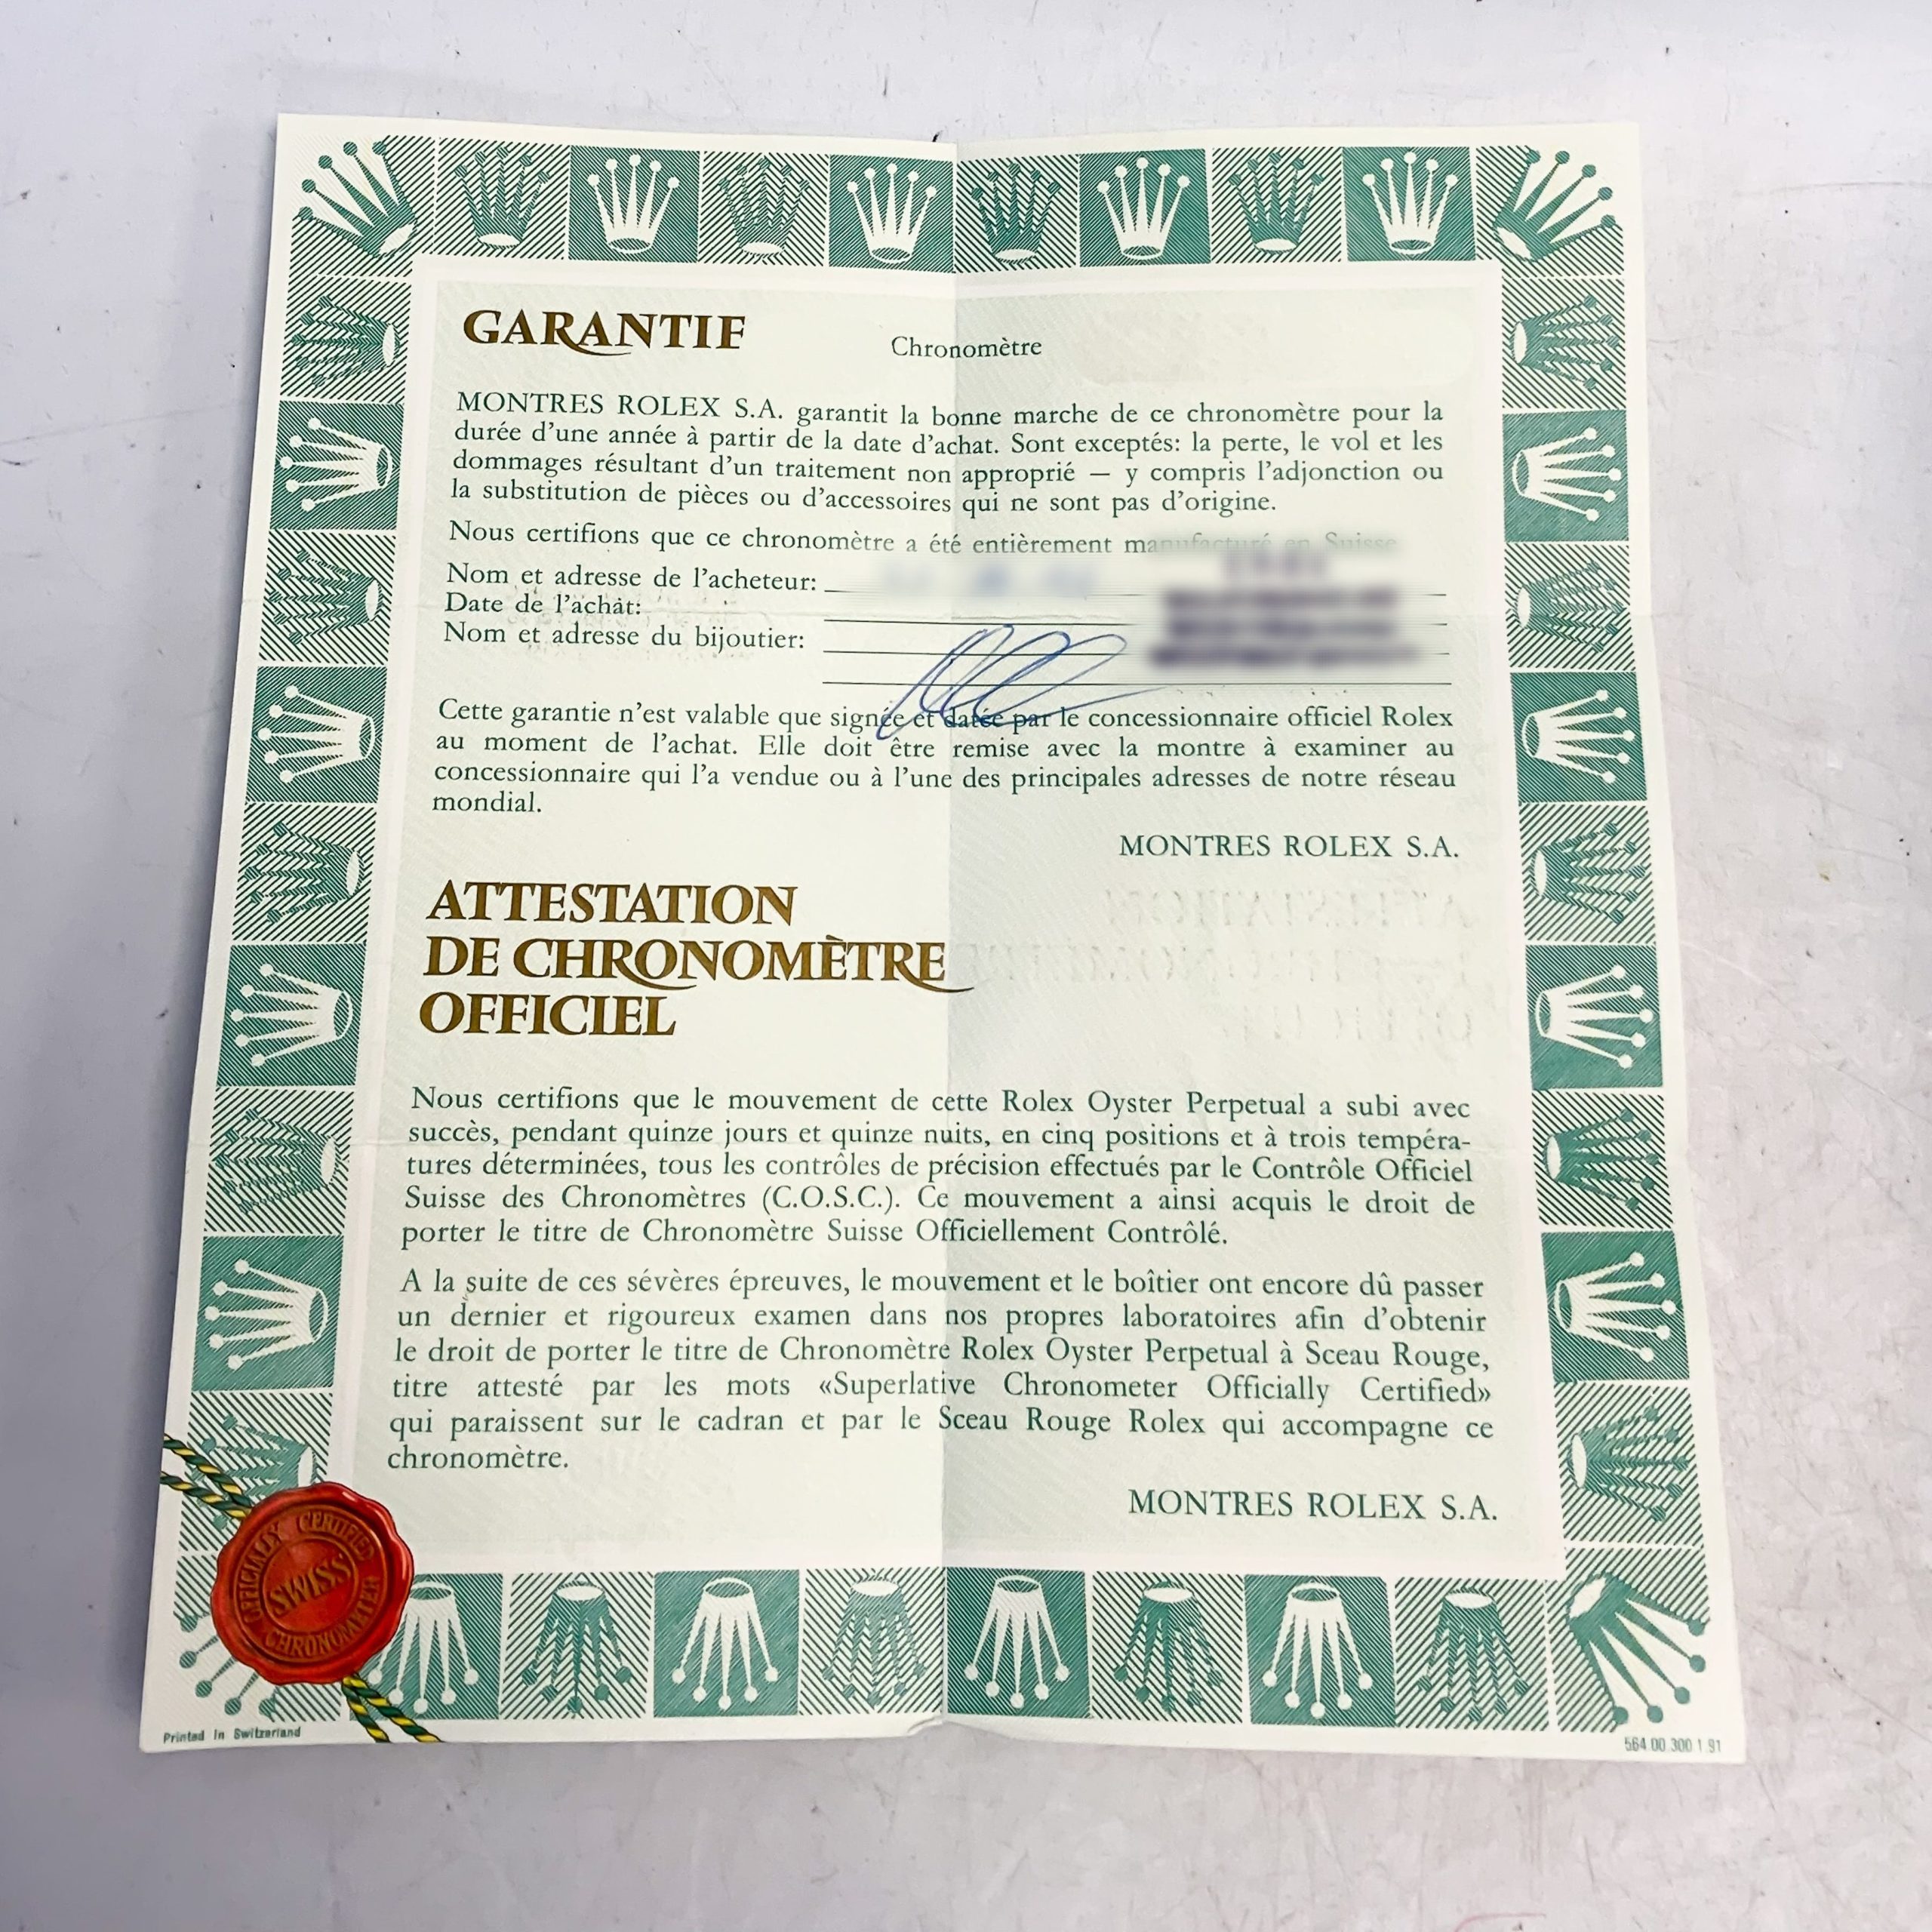 GARANTIE
Chronomètre
MONTRES ROLEX S.A. garantit la bonne marche de ce chronomètre pour la
durée d'une année à partir de la date d'achat. Sont exceptés: la perte, le vol et les
dommages résultant d'un traitement non approprié — y compris l'adjonction ou
la substitution de pièces ou d'accessoires qui ne sont pas d'origine.
Nous certifions que ce chronomètre a été entièrement manufacturé en Suisse
Nom et adresse de l'acheteur:
Date de l'achat:
Nom et adresse du bijoutier:
Cette garantie n'est valable que signée et datée par le concessionnaire officiel Rolex
au moment de l'achat. Elle doit être remise avec la montre à examiner au
concessionnaire qui l'a vendue ou à l'une des principales adresses de notre réseau
mondial.
MONTRES ROLEX S.A.
ATTESTATION
DE CHRONOMÈTRE
OFFICIEL
Nous certifions que le mouvement de cette Rolex Oyster Perpetual a subi avec
succès, pendant quinze jours et quinze nuits, en cinq positions et à trois tempéra-
tures déterminées, tous les contrôles de précision effectués par le Contrôle Officiel
Suisse des Chronomètres (C.O.S.C.). Ce mouvement a ainsi acquis le droit de
porter le titre de Chronomètre Suisse Officiellement Contrôlé.
A la suite de ces sévères épreuves, le mouvement et le boîtier ont encore dû passer
un dernier et rigoureux examen dans nos propres laboratoires afin d'obtenir
le droit de porter le titre de Chronomètre Rolex Oyster Perpetual à Sceau Rouge,
titre attesté par les mots «Superlative Chronometer Officially Certified»
qui paraissent sur le cadran et par le Sceau Rouge Rolex qui accompagne ce
chronomètre.
MONTRES ROLEX S.A.
OFFICIALLY CERTIFIED
SWISS
CHRONOMETER
Printed in Switzerland
564.00.300.1.91